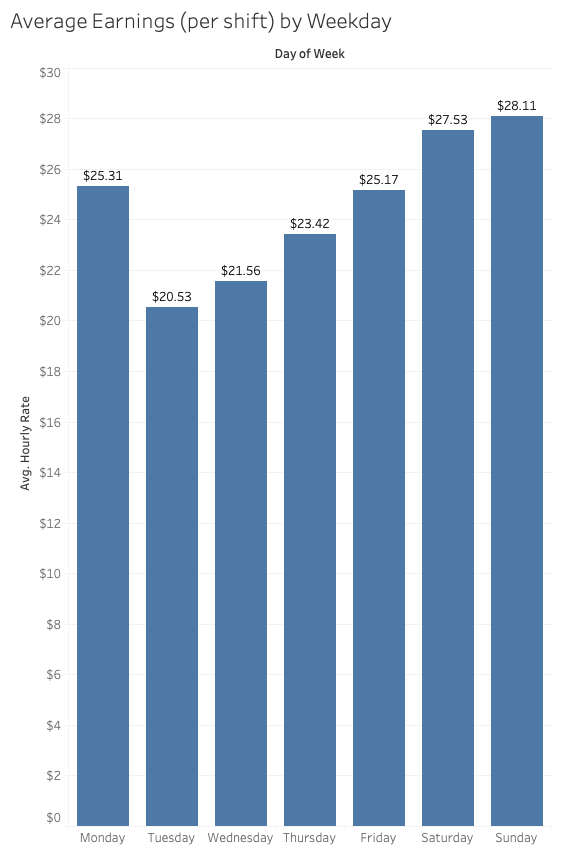 Average Earnings (per shift) by Weekday
Day of Week
$30
$28
$26
$24
$22
$20
$18
$16
$14
$12
$10
$8
$6
$4
$2
$0
Avg. Hourly Rate
$25.31
$20.53
$21.56
$23.42
$25.17
$27.53
$28.11
Monday
Tuesday
Wednesday
Thursday
Friday
Saturday
Sunday